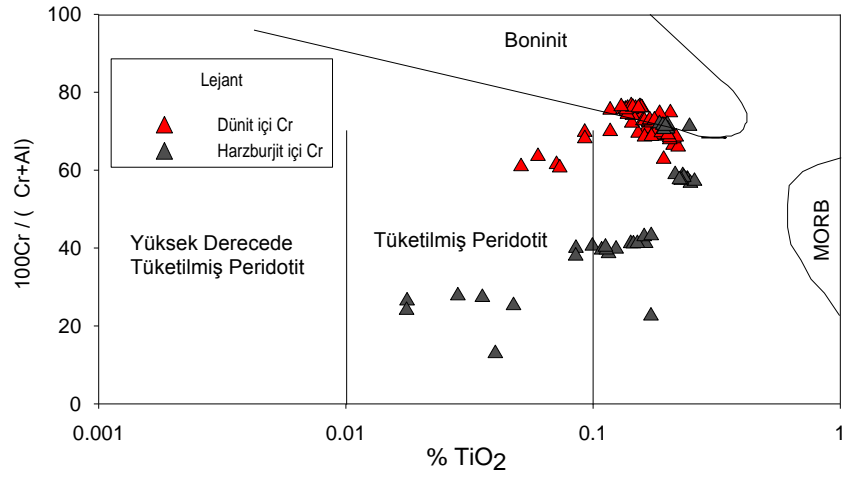 100
80
60
40
20
0
100Cr / ( Cr+Al)
Boninit
Lejant
Dünit içi Cr
Harzburjit içi Cr
Yüksek Derecede
Tüketilmiş Peridotit
Tüketilmiş Peridotit
MORB
0.001
0.01
0.1
1
% TiO2